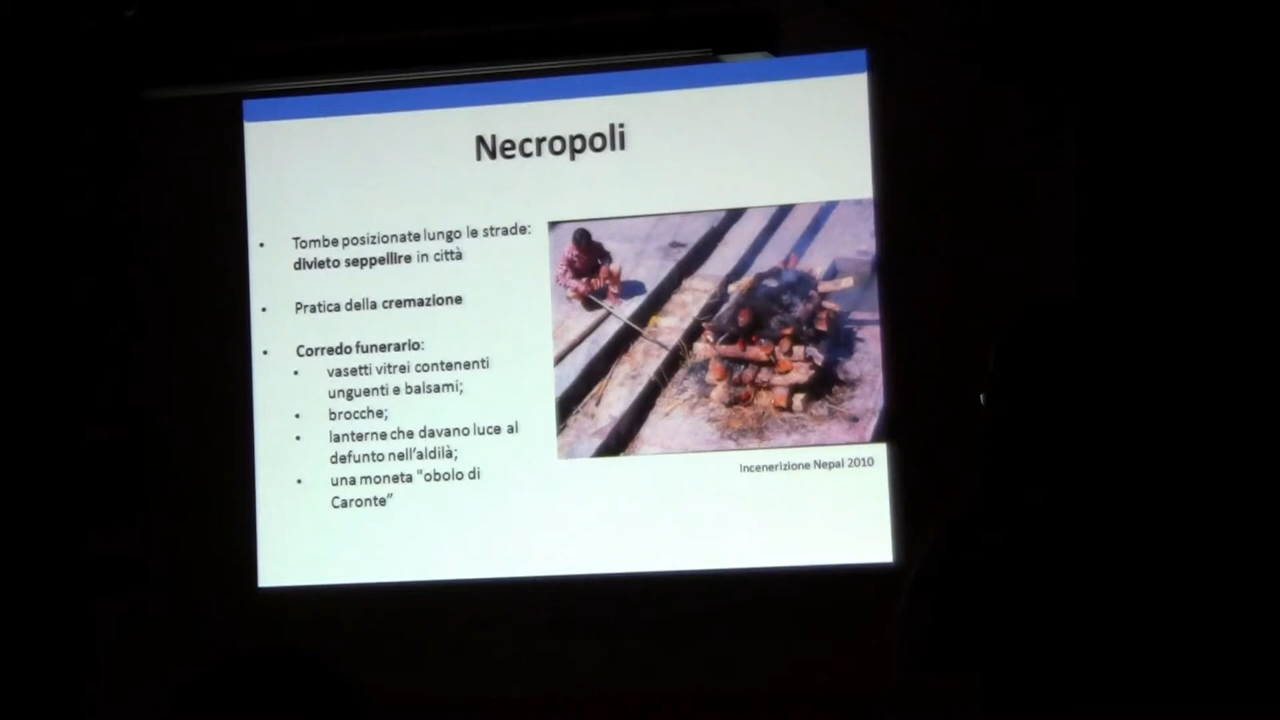 Necropoli
• Tombe posizionate lungo le strade:
divieto seppellire in città
• Pratica della cremazione
• Corredo funerario:
• vasetti vitrei contenenti
unguenti e balsami;
• brocche;
• lanterne che davano luce al
defunto nell'aldilà;
• una moneta "obolo di
Caronte"
Incenerizione Nepal 2010